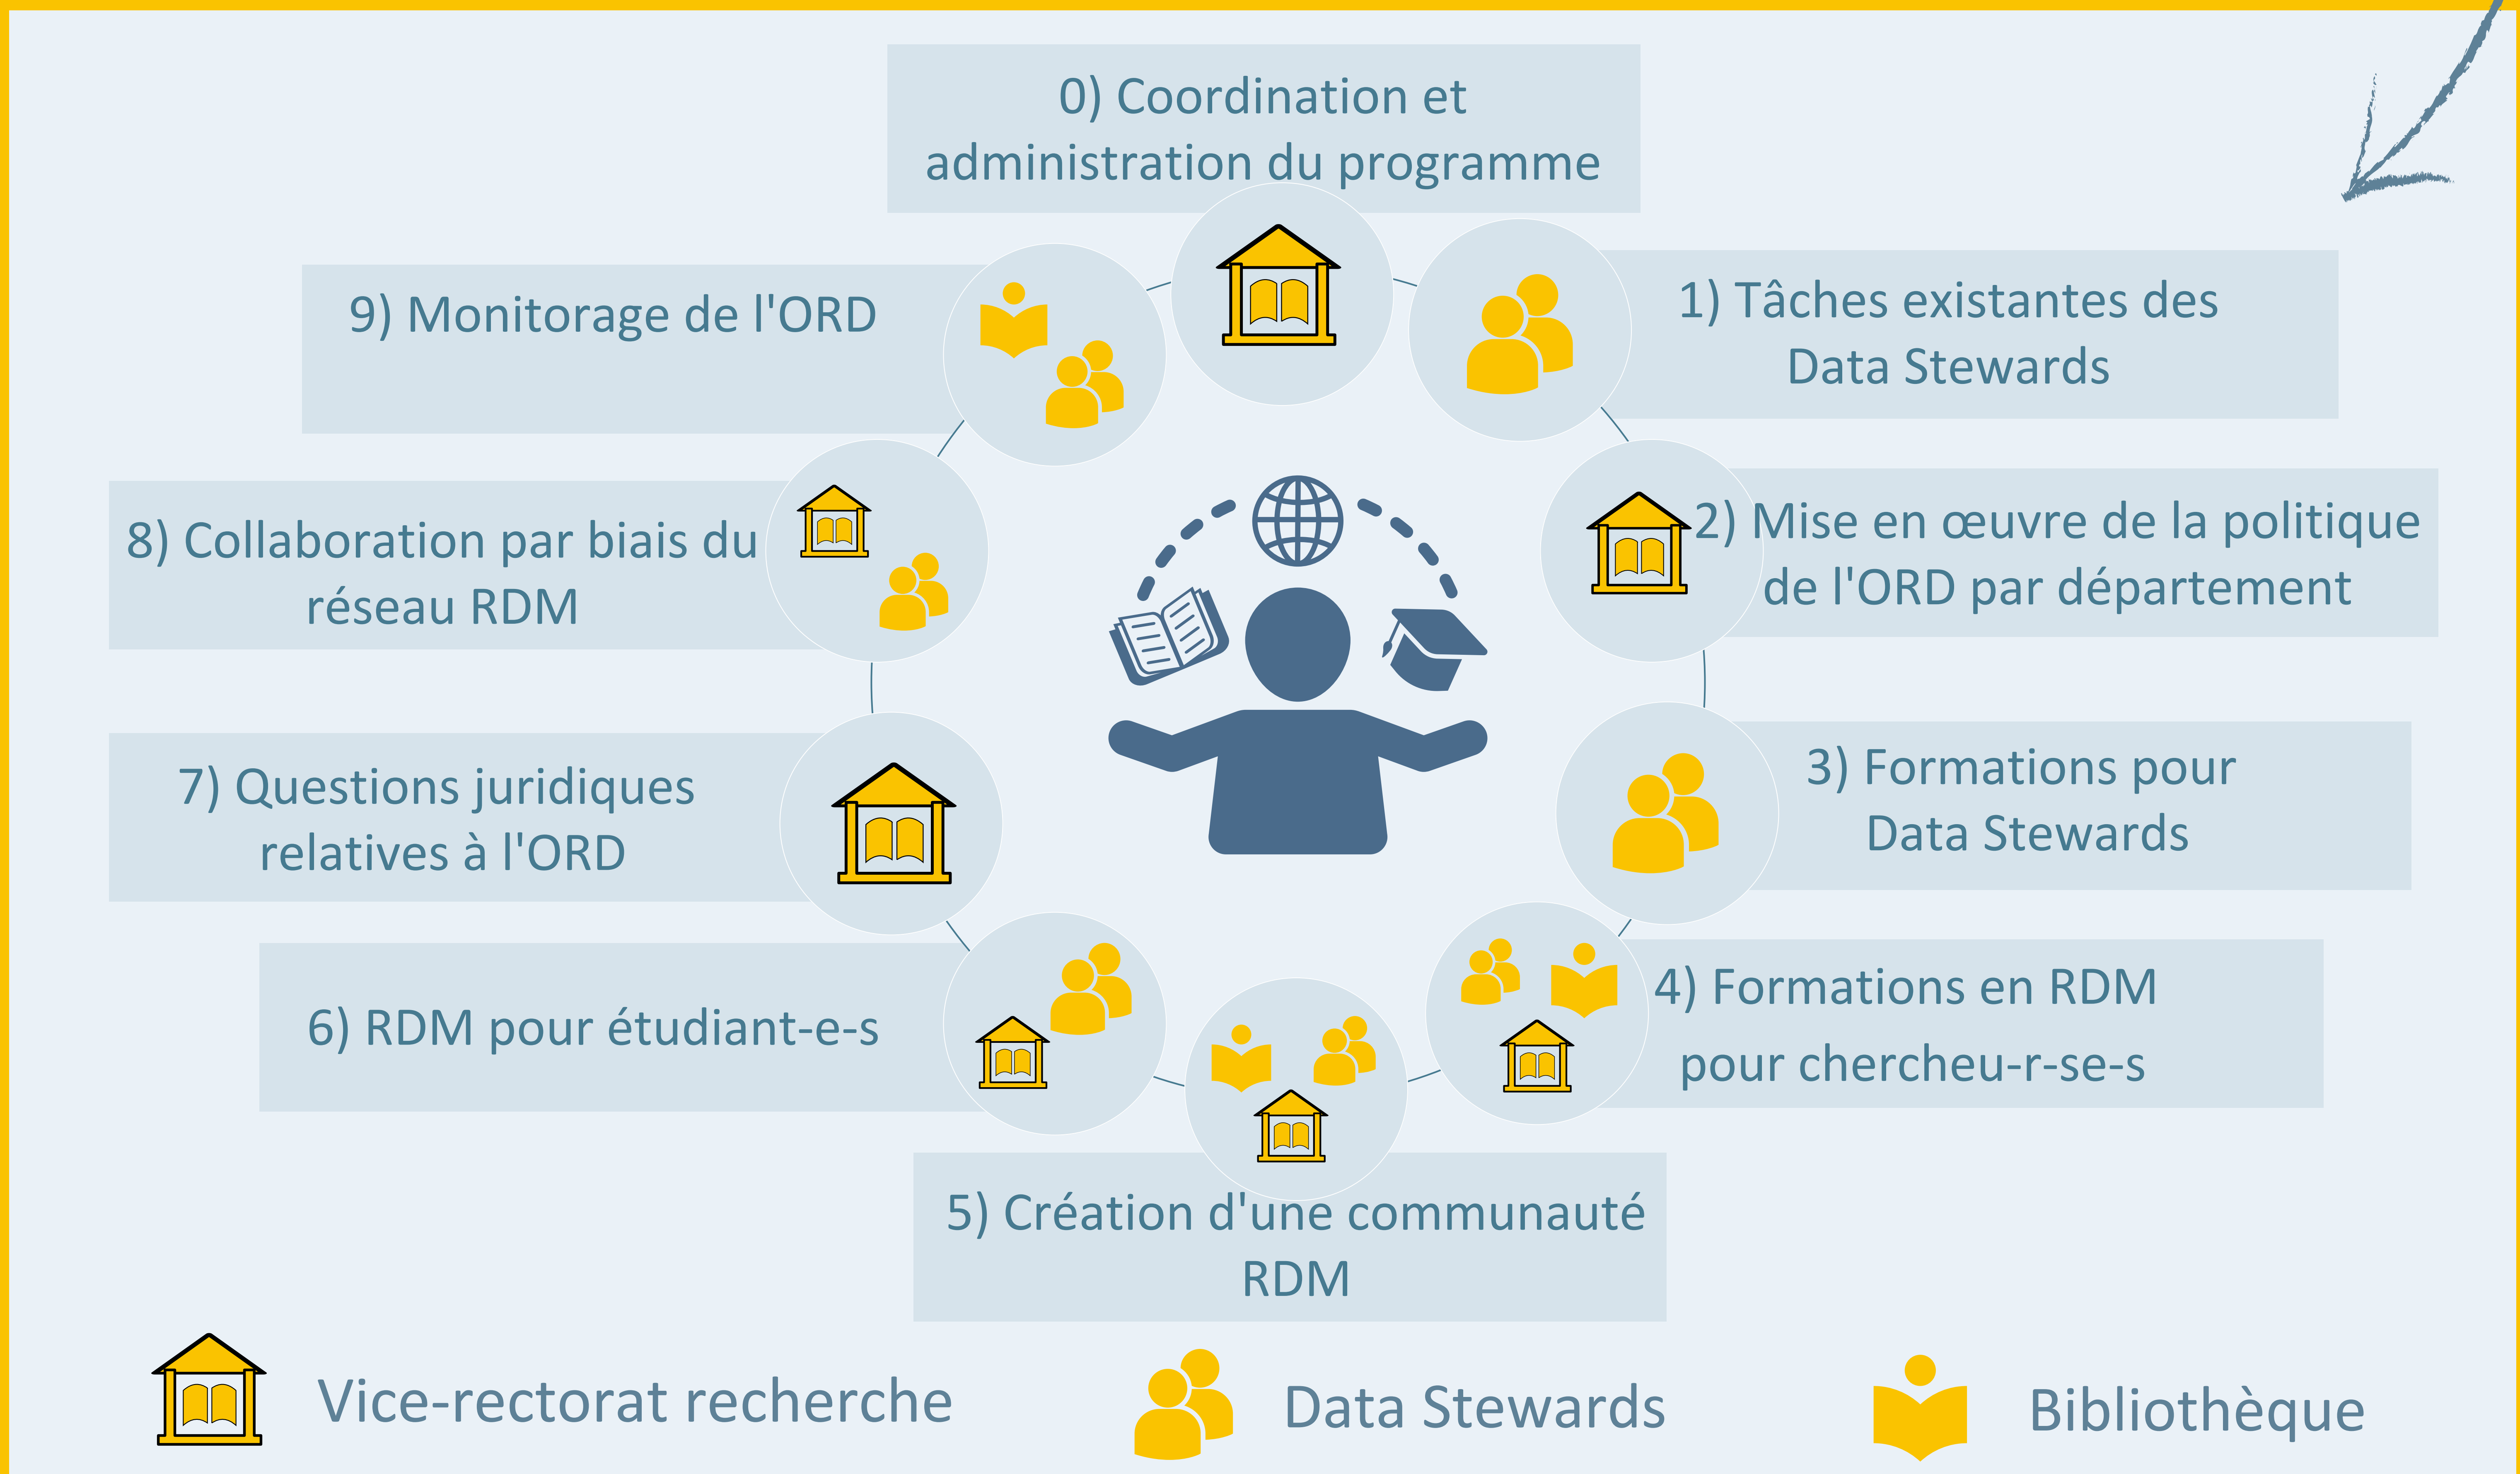 0) Coordination et
administration du programme
1) Tâches existantes des
Data Stewards
2) Mise en œuvre de la politique
de l'ORD par département
3) Formations pour
Data Stewards
4) Formations en RDM
pour chercheu-r-se-s
5) Création d'une communauté
RDM
6) RDM pour étudiant-e-s
7) Questions juridiques
relatives à l'ORD
8) Collaboration par biais du
réseau RDM
9) Monitorage de l'ORD
Vice-rectorat recherche
Data Stewards
Bibliothèque